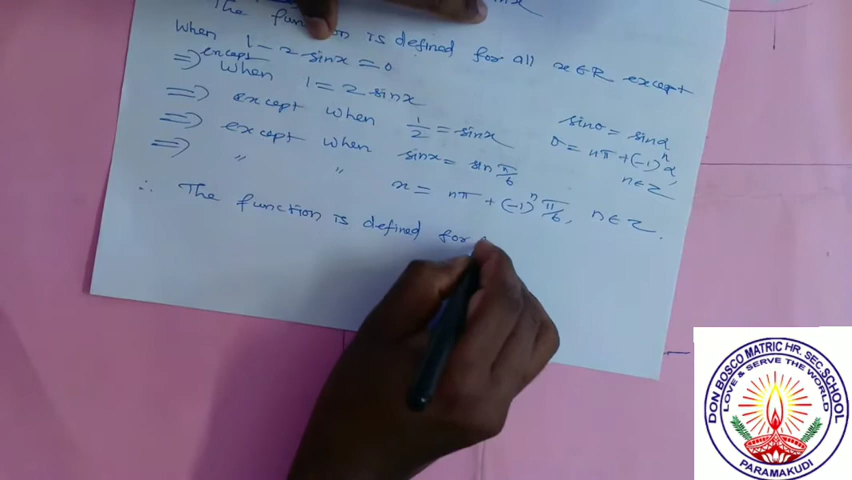 The function is defined for all x ∈ R except
when 1 - 2 sinx = 0
⇒ except when 1 = 2 sinx
⇒ except when 1/2 = sinx
⇒ except when sinx = sin π/6
⇒ " " x = nπ + (-1)^n π/6, n ∈ Z.
sinθ = sinα
θ = nπ + (-1)^n α,
n ∈ Z
∴ The function is defined for
DON BOSCO MATRIC HR. SEC. SCHOOL
LOVE & SERVE THE WORLD
PARAMAKUDI